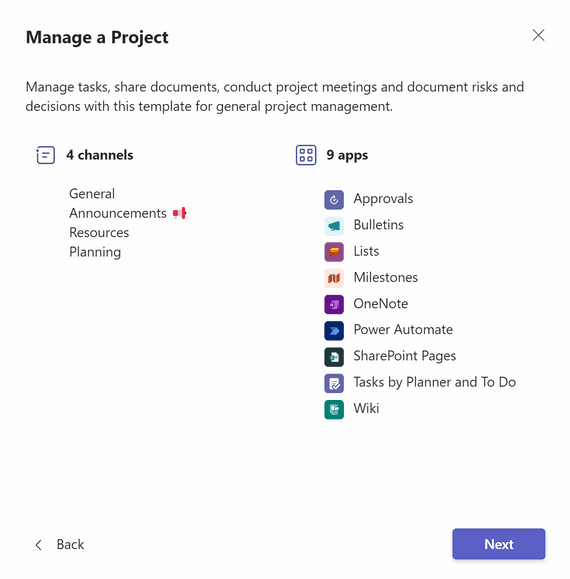 Manage a Project
Manage tasks, share documents, conduct project meetings and document risks and
decisions with this template for general project management.
4 channels
General
Announcements
Resources
Planning
9 apps
Approvals
Bulletins
Lists
Milestones
OneNote
Power Automate
SharePoint Pages
Tasks by Planner and To Do
Wiki
Back
Next